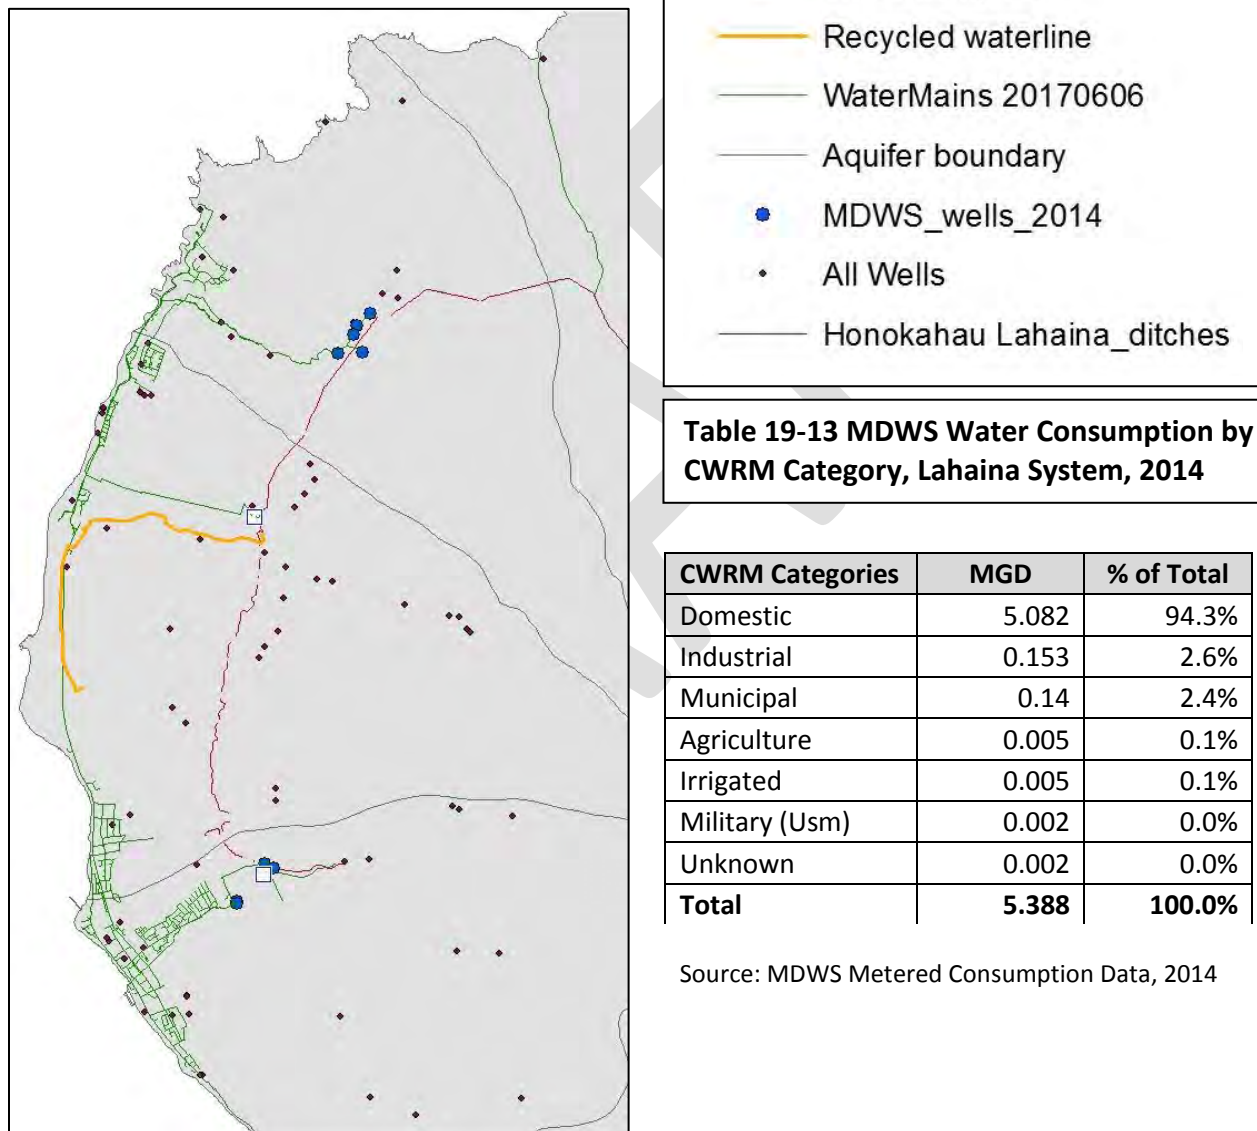 Recycled waterline
WaterMains 20170606
Aquifer boundary
MDWS_wells_2014
All Wells
Honokahau Lahaina_ditches
Table 19-13 MDWS Water Consumption by
CWRM Category, Lahaina System, 2014
CWRM Categories MGD % of Total
Domestic 5.082 94.3%
Industrial 0.153 2.6%
Municipal 0.14 2.4%
Agriculture 0.005 0.1%
Irrigated 0.005 0.1%
Military (Usm) 0.002 0.0%
Unknown 0.002 0.0%
Total 5.388 100.0%
Source: MDWS Metered Consumption Data, 2014